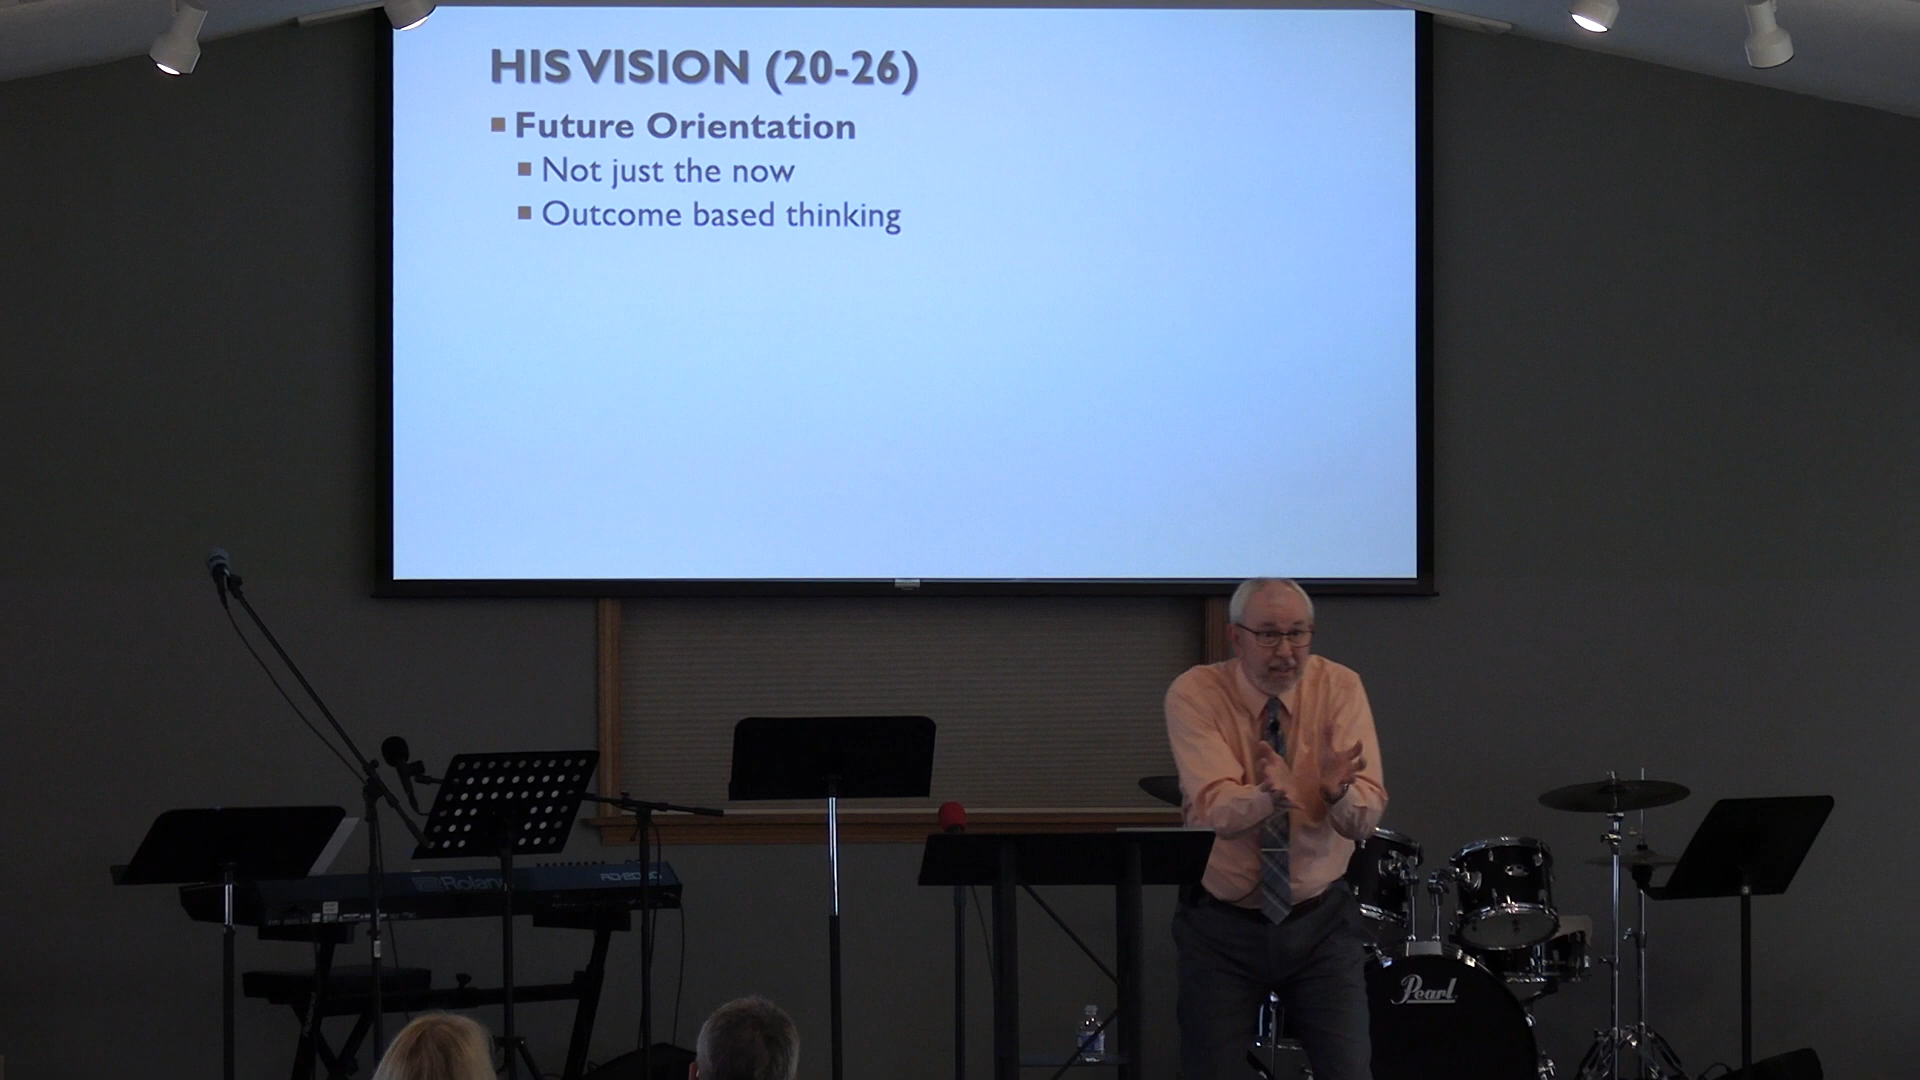 HIS VISION (20-26)
Future Orientation
Not just the now
Outcome based thinking
Roland
Pearl